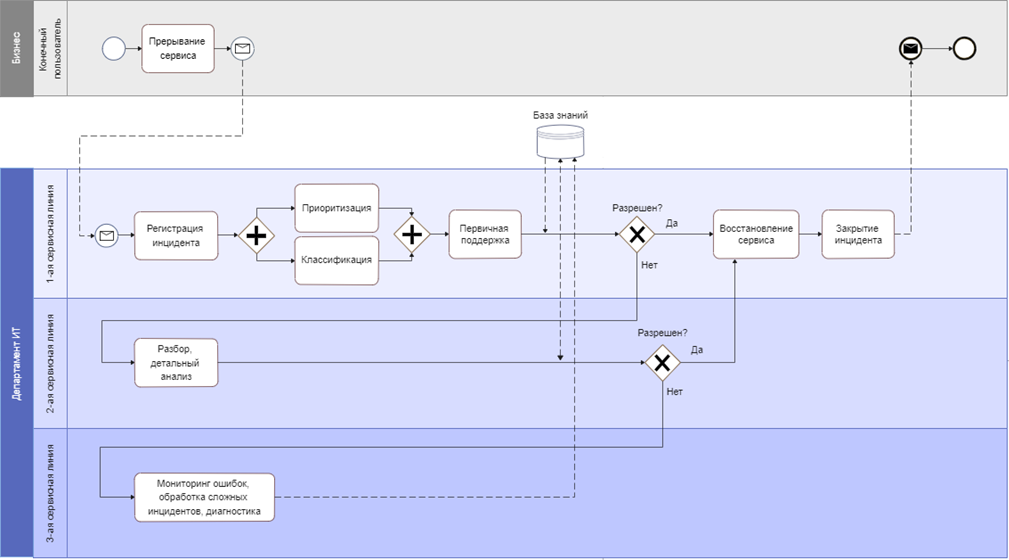 Бизнес
Конечный
пользователь
Прерывание
сервиса
База знаний
Департамент ИТ
1-ая сервисная линия
Регистрация
инцидента
Приоритизация
Классификация
Первичная
поддержка
Разрешен?
Да
Нет
Восстановление
сервиса
Закрытие
инцидента
2-ая сервисная линия
Разбор,
детальный
анализ
Разрешен?
Да
Нет
3-ая сервисная линия
Мониторинг ошибок,
обработка сложных
инцидентов, диагностика